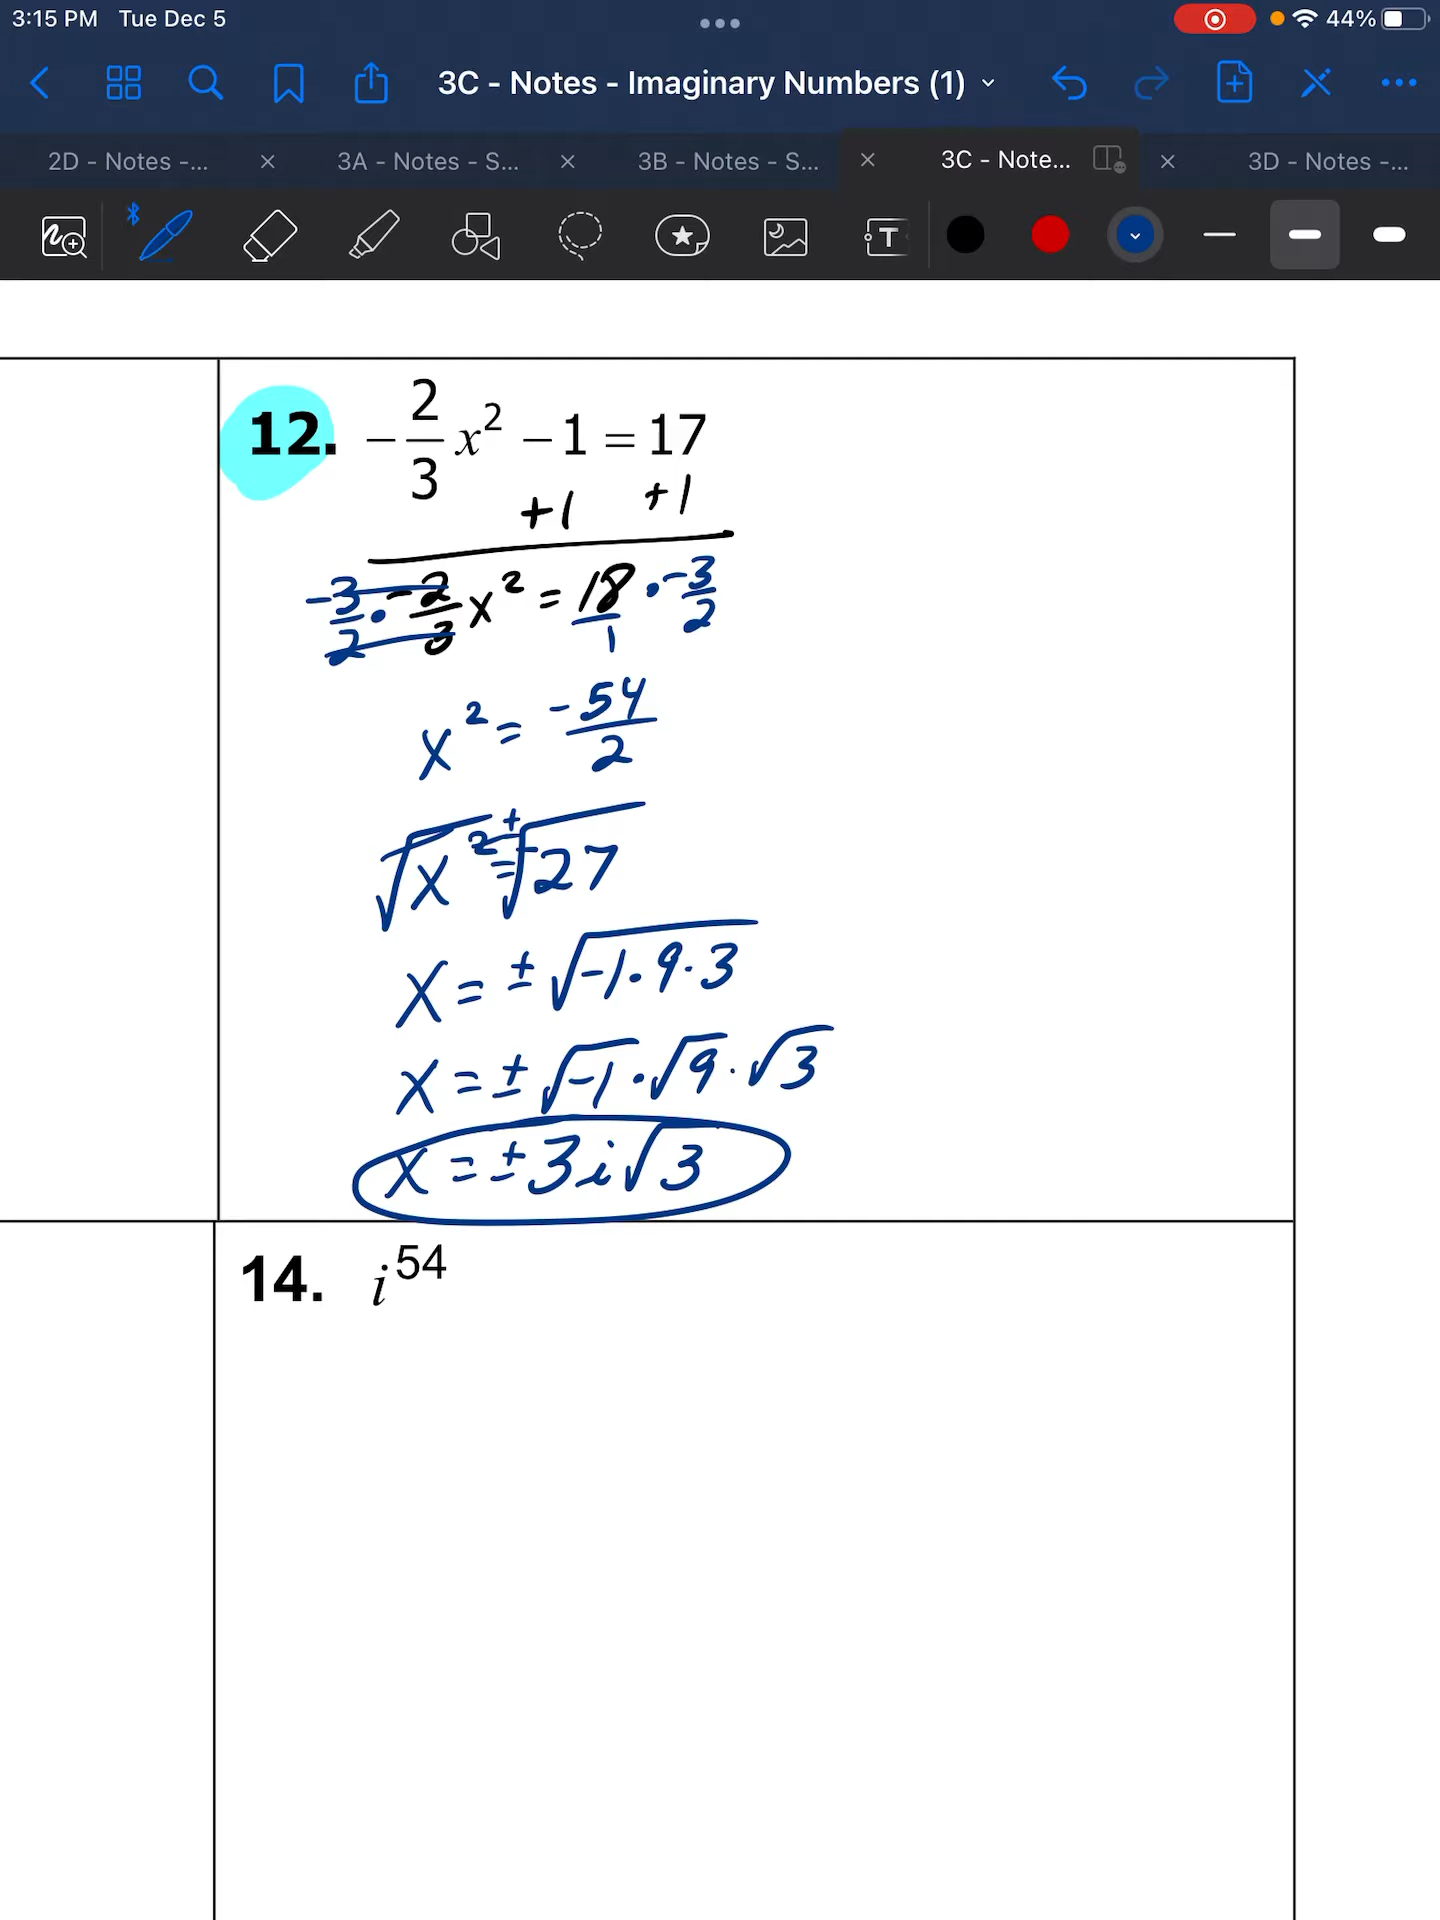 3:15 PM Tue Dec 5
44%
3C - Notes - Imaginary Numbers (1)
2D - Notes -...
3A - Notes - S...
3B - Notes - S...
3C - Note...
3D - Notes -...
T
12. -2/3 x² - 1 = 17
+1 +1
-3/2 · -2/3 x² = 18/1 · -3/2
x² = -54/2
√x² = ±√-27
x = ±√-1·9·3
x = ±√-1 · √9 · √3
x = ±3i√3
14. i⁵⁴